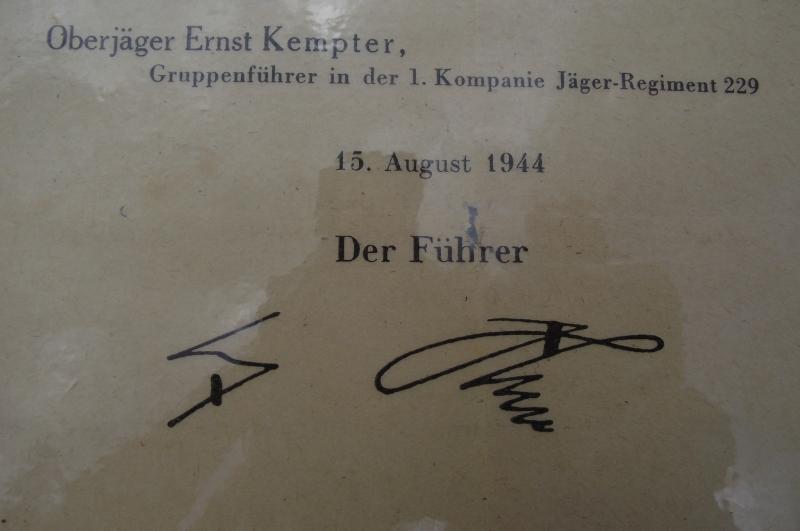 Oberjäger Ernst Kempter,
Gruppenführer in der 1. Kompanie Jäger-Regiment 229
15. August 1944
Der Führer